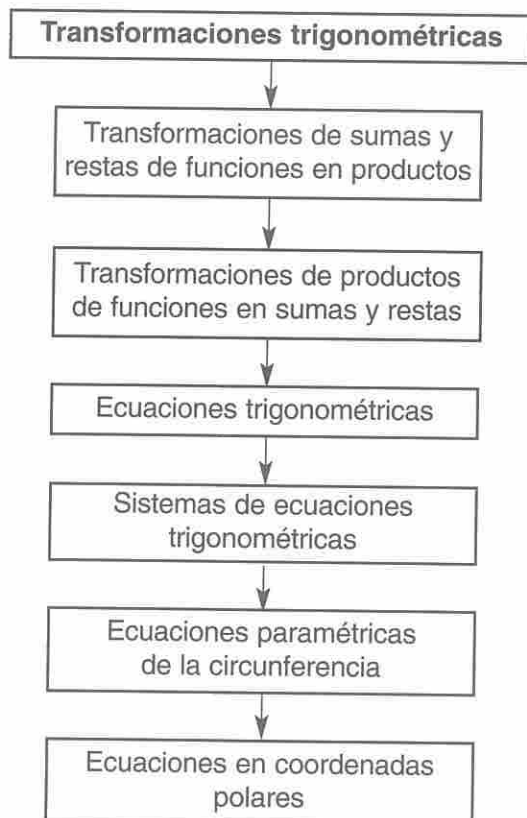 Transformaciones trigonométricas
Transformaciones de sumas y
restas de funciones en productos
Transformaciones de productos
de funciones en sumas y restas
Ecuaciones trigonométricas
Sistemas de ecuaciones
trigonométricas
Ecuaciones paramétricas
de la circunferencia
Ecuaciones en coordenadas
polares